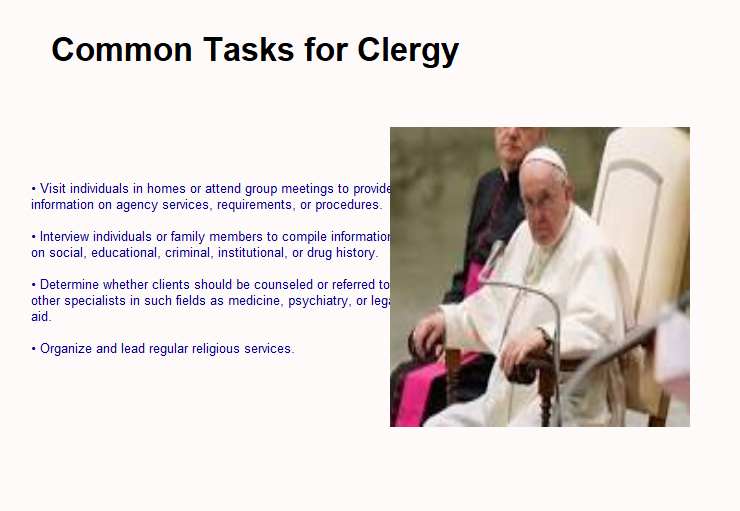 Common Tasks for Clergy
• Visit individuals in homes or attend group meetings to provide
information on agency services, requirements, or procedures.
• Interview individuals or family members to compile information
on social, educational, criminal, institutional, or drug history.
• Determine whether clients should be counseled or referred to
other specialists in such fields as medicine, psychiatry, or lega
aid.
• Organize and lead regular religious services.